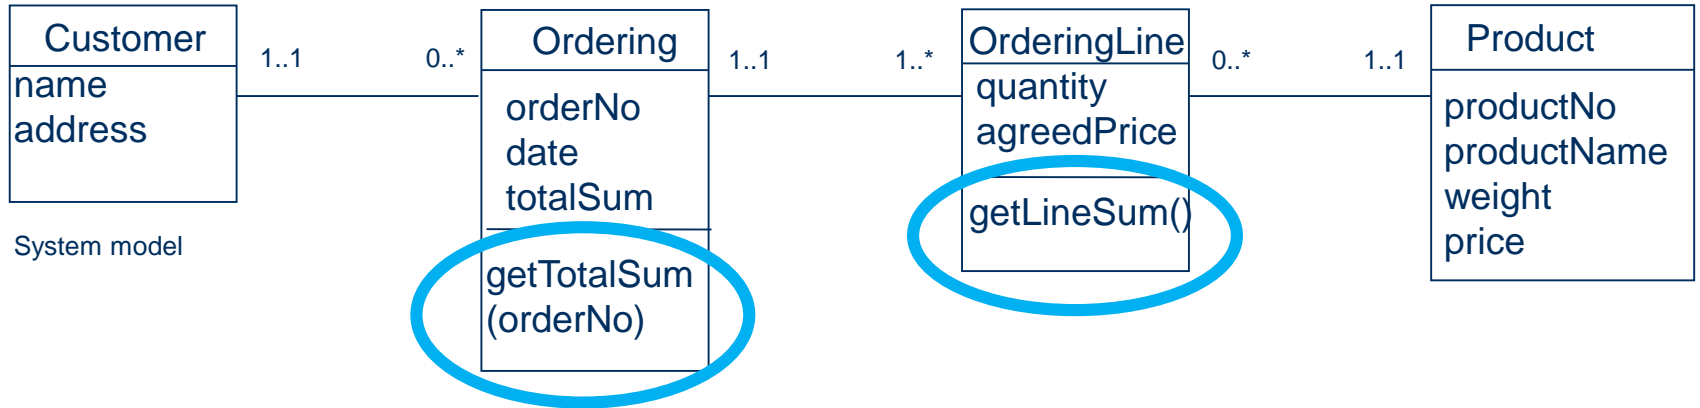 Customer
name
address
System model
1..1
0..*
Ordering
orderNo
date
totalSum
getTotalSum
(orderNo)
1..1
1..*
OrderingLine
quantity
agreedPrice
getLineSum()
0..*
1..1
Product
productNo
productName
weight
price